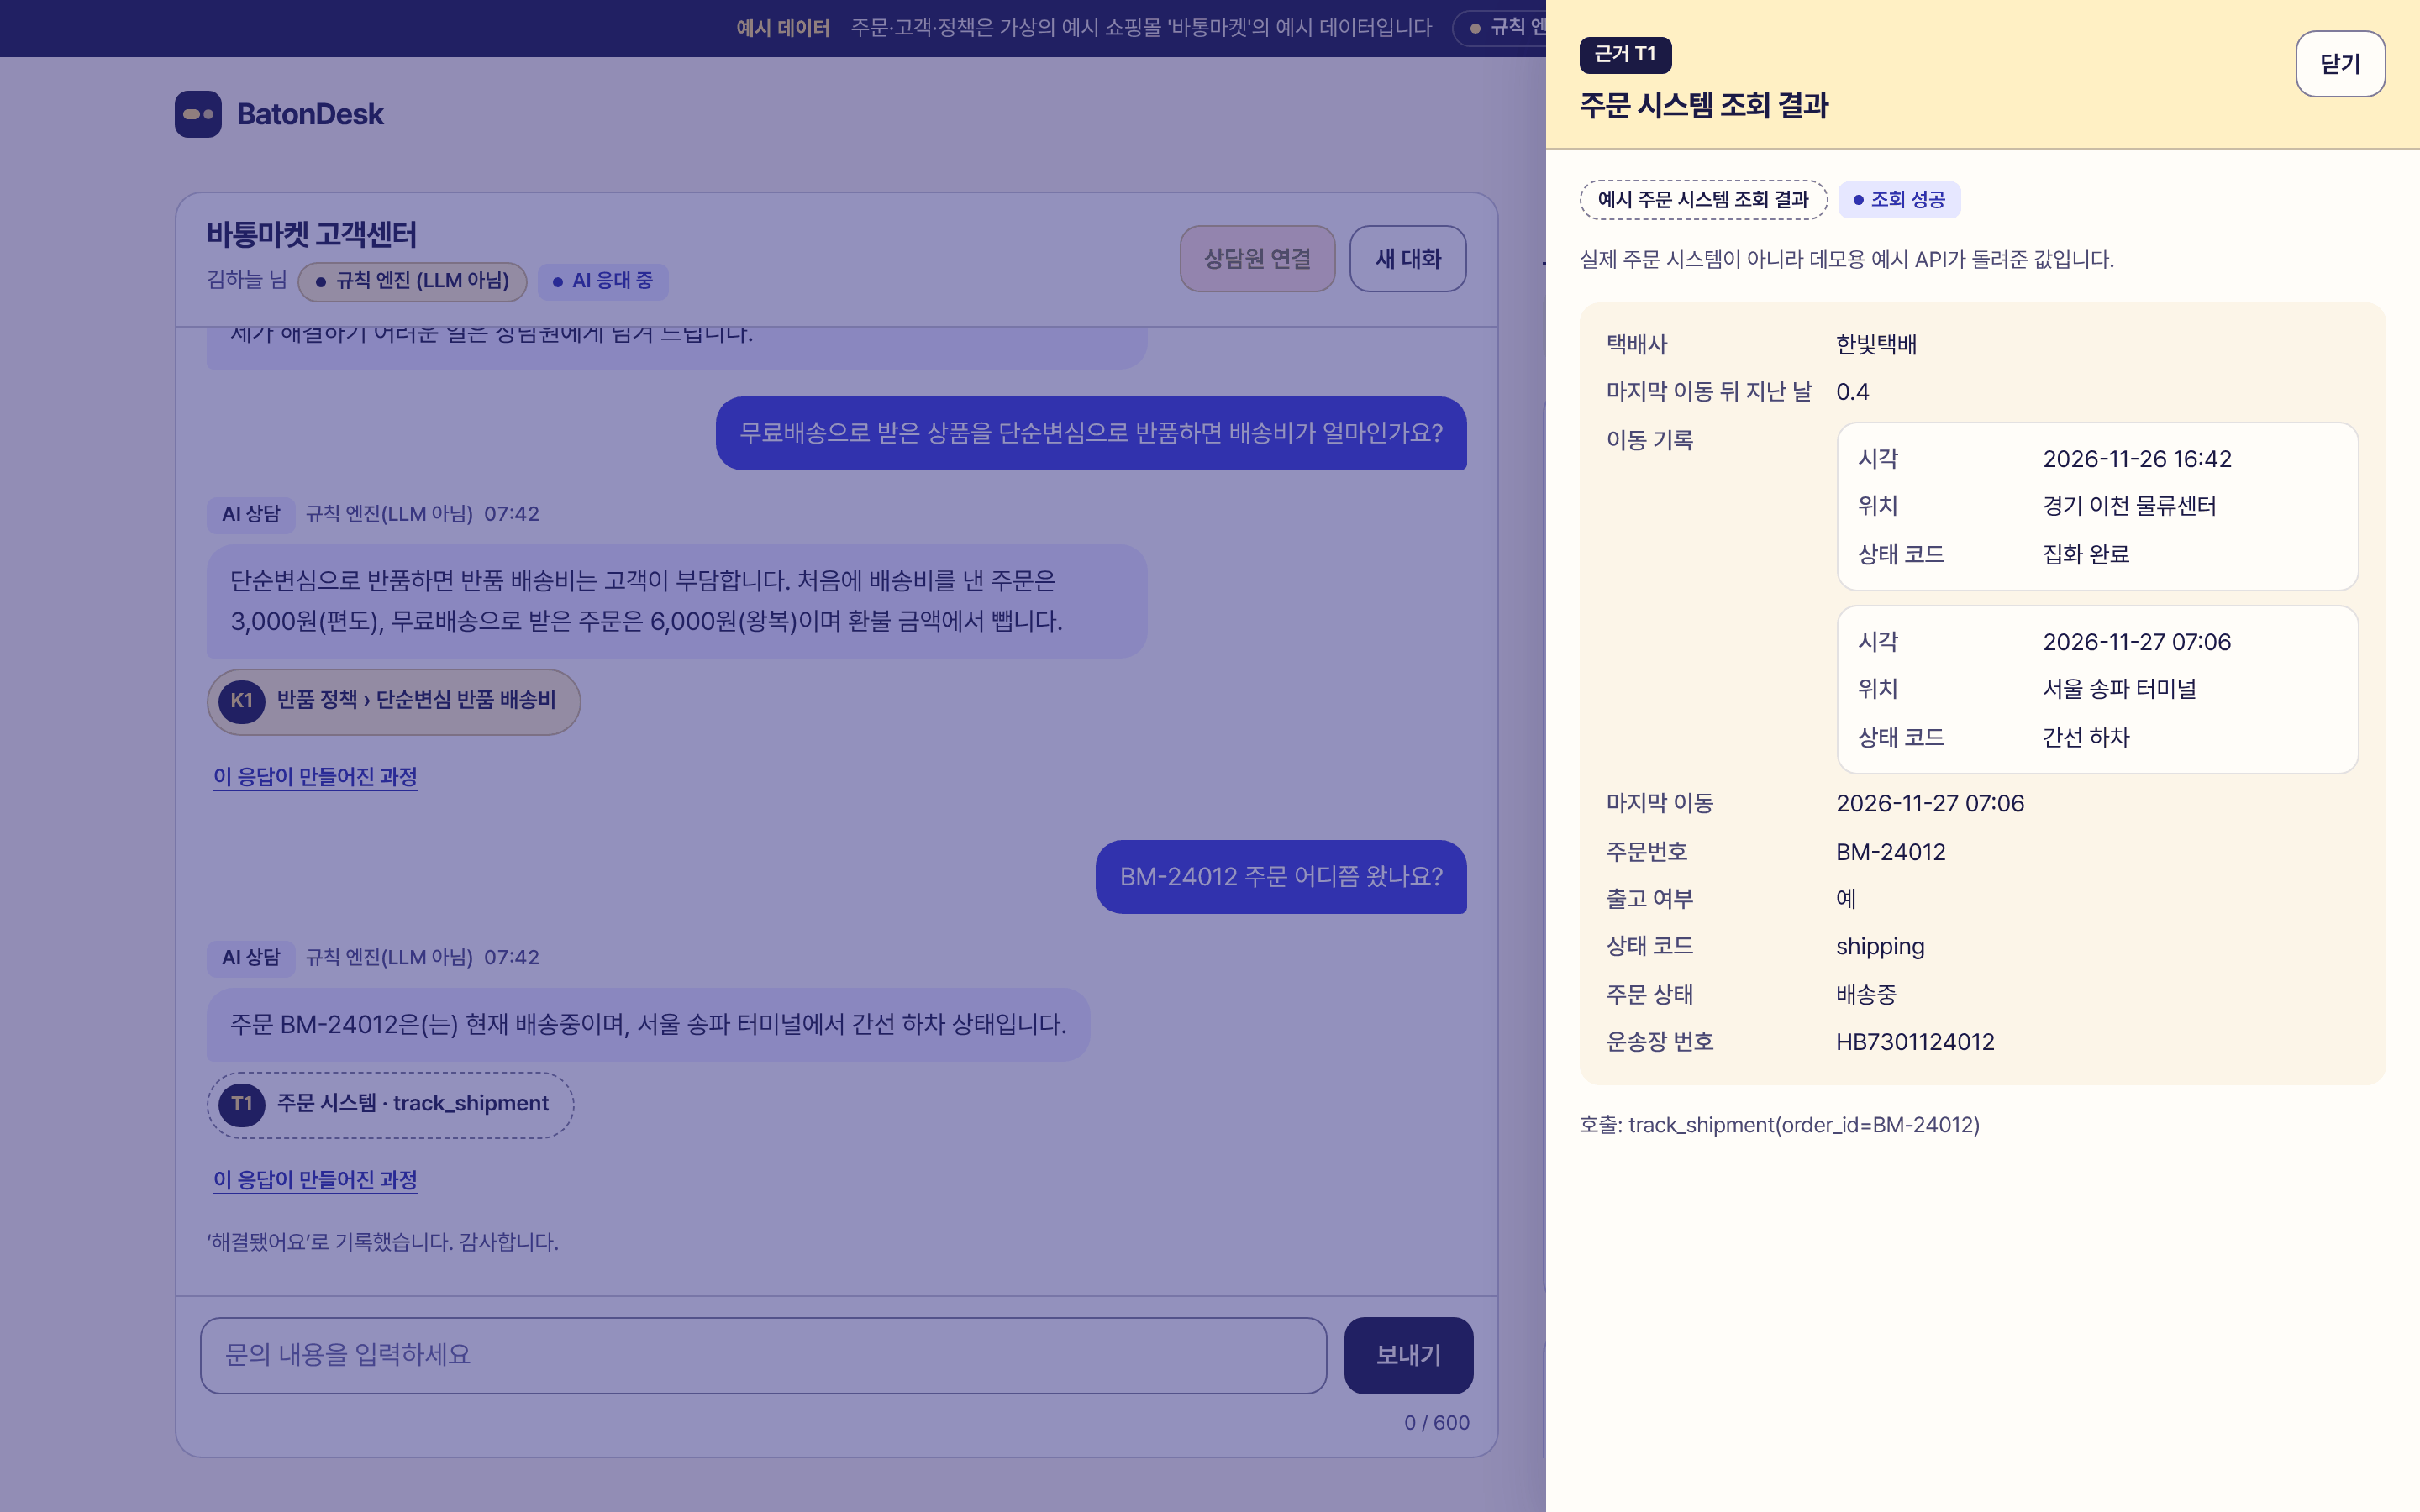 예시 데이터 주문·고객·정책은 가상의 예시 쇼핑몰 '바통마켓'의 예시 데이터입니다 규칙
BatonDesk
바통마켓 고객센터
김하늘 님 규칙 엔진 (LLM 아님) AI 응대 중
상담원 연결 새 대화
제가 해결하기 어려운 일은 상담원에게 넘겨 드립니다.
무료배송으로 받은 상품을 단순변심으로 반품하면 배송비가 얼마인가요?
AI 상담 규칙 엔진(LLM 아님) 07:42
단순변심으로 반품하면 반품 배송비는 고객이 부담합니다. 처음에 배송비를 낸 주문은
3,000원(편도), 무료배송으로 받은 주문은 6,000원(왕복)이며 환불 금액에서 뺍니다.
K1 반품 정책 › 단순변심 반품 배송비
이 응답이 만들어진 과정
BM-24012 주문 어디쯤 왔나요?
AI 상담 규칙 엔진(LLM 아님) 07:42
주문 BM-24012은(는) 현재 배송중이며, 서울 송파 터미널에서 간선 하차 상태입니다.
T1 주문 시스템 · track_shipment
이 응답이 만들어진 과정
‘해결됐어요’로 기록했습니다. 감사합니다.
문의 내용을 입력하세요
보내기
0 / 600
근거 T1
주문 시스템 조회 결과
닫기
예시 주문 시스템 조회 결과 조회 성공
실제 주문 시스템이 아니라 데모용 예시 API가 돌려준 값입니다.
택배사 한빛택배
마지막 이동 뒤 지난 날 0.4
이동 기록
시각 2026-11-26 16:42
위치 경기 이천 물류센터
상태 코드 집화 완료
시각 2026-11-27 07:06
위치 서울 송파 터미널
상태 코드 간선 하차
마지막 이동 2026-11-27 07:06
주문번호 BM-24012
출고 여부 예
상태 코드 shipping
주문 상태 배송중
운송장 번호 HB7301124012
호출: track_shipment(order_id=BM-24012)